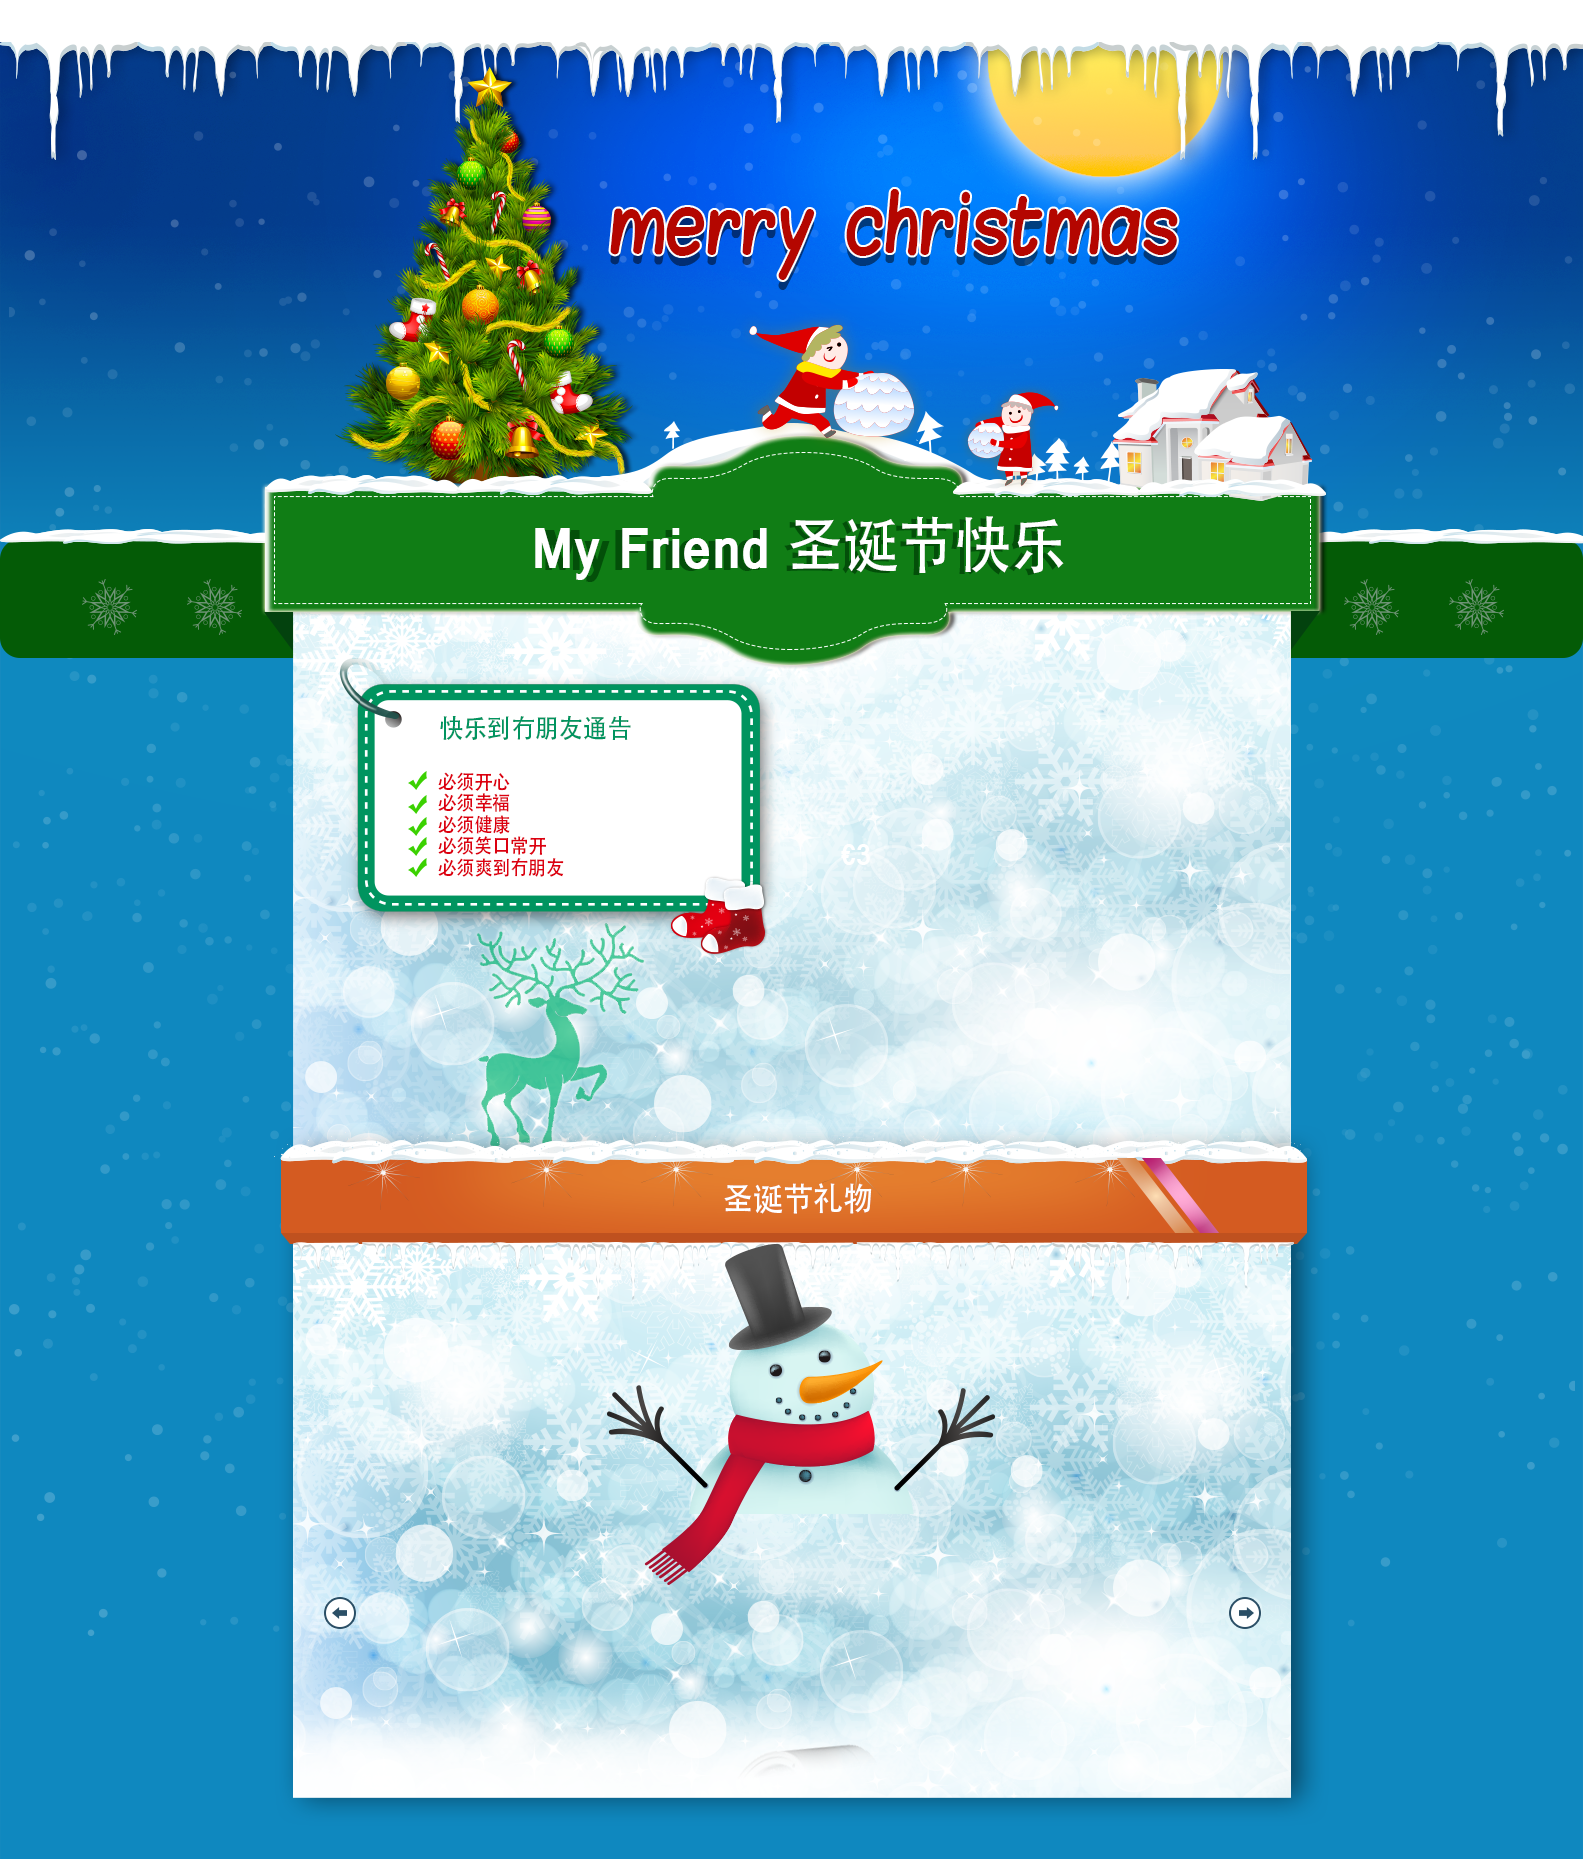 merry christmas
My Friend 圣诞节快乐
快乐到冇朋友通告
必须开心
必须幸福
必须健康
必须笑口常开
必须爽到冇朋友
圣诞节礼物